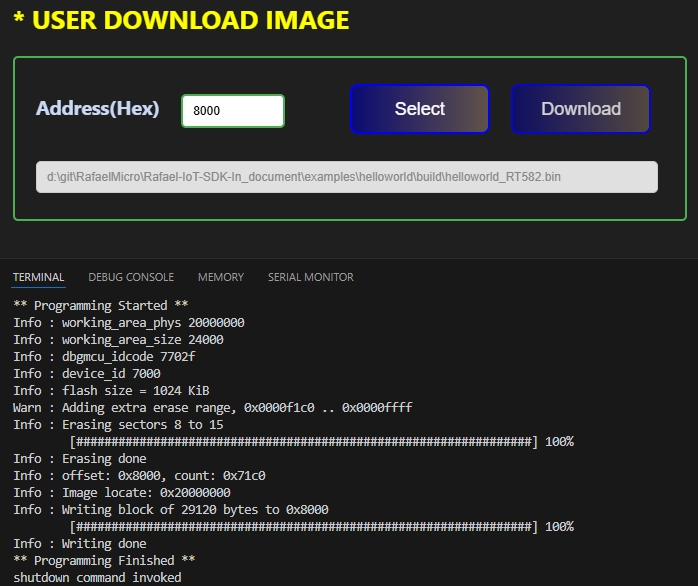 * USER DOWNLOAD IMAGE
Address(Hex) 8000 Select Download
d:\git\RafaelMicro\Rafael-IoT-SDK-In_document\examples\helloworld\build\helloworld_RT582.bin
TERMINAL DEBUG CONSOLE MEMORY SERIAL MONITOR
** Programming Started **
Info : working_area_phys 20000000
Info : working_area_size 24000
Info : dbgmcu_idcode 7702f
Info : device_id 7000
Info : flash size = 1024 KiB
Warn : Adding extra erase range, 0x0000f1c0 .. 0x0000ffff
Info : Erasing sectors 8 to 15
[#################################################################] 100%
Info : Erasing done
Info : offset: 0x8000, count: 0x71c0
Info : Image locate: 0x20000000
Info : Writing block of 29120 bytes to 0x8000
[#################################################################] 100%
Info : Writing done
** Programming Finished **
shutdown command invoked